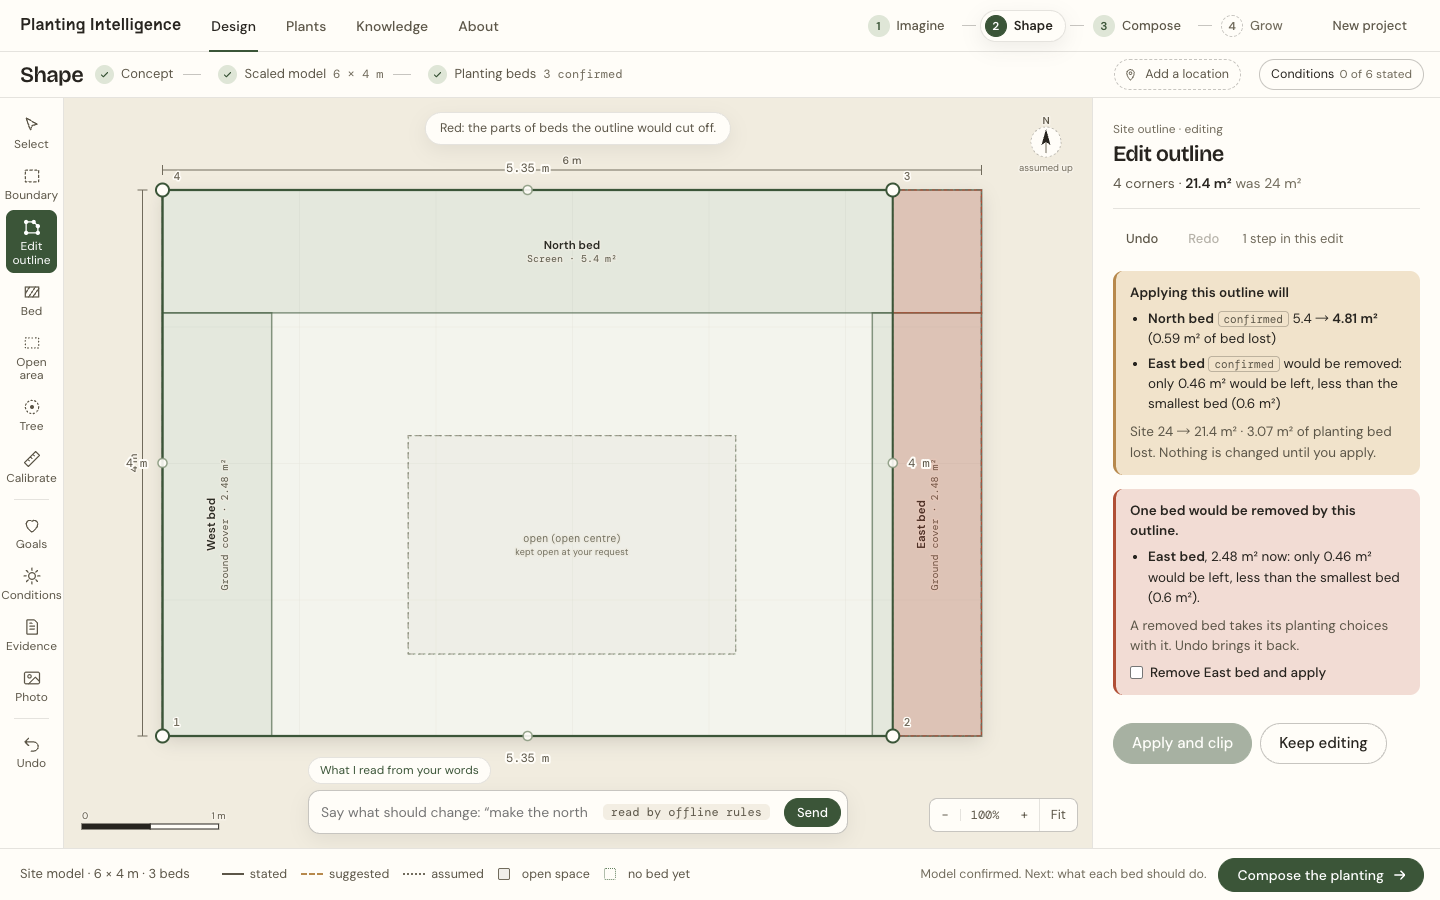 Planting Intelligence
Design
Plants
Knowledge
About
1 Imagine
2 Shape
3 Compose
4 Grow
New project
Shape
Concept
Scaled model 6 × 4 m
Planting beds 3 confirmed
Add a location
Conditions 0 of 6 stated
Select
Boundary
Edit
outline
Bed
Open
area
Tree
Calibrate
Goals
Conditions
Evidence
Photo
Undo
Red: the parts of beds the outline would cut off.
N
assumed up
6 m
5.35 m
4
3
North bed
Screen · 5.4 m²
4 m
4 m
West bed
Ground cover · 2.48 m²
East bed
Ground cover · 2.48 m²
open (open centre)
kept open at your request
1
2
5.35 m
What I read from your words
Say what should change: “make the north
read by offline rules
Send
0
1 m
−
100%
+
Fit
Site outline · editing
Edit outline
4 corners · 21.4 m² was 24 m²
Undo
Redo
1 step in this edit
Applying this outline will
• North bed confirmed 5.4 → 4.81 m²
(0.59 m² of bed lost)
• East bed confirmed would be removed:
only 0.46 m² would be left, less than the
smallest bed (0.6 m²)
Site 24 → 21.4 m² · 3.07 m² of planting bed
lost. Nothing is changed until you apply.
One bed would be removed by this
outline.
• East bed, 2.48 m² now: only 0.46 m²
would be left, less than the smallest bed
(0.6 m²).
A removed bed takes its planting choices
with it. Undo brings it back.
Remove East bed and apply
Apply and clip
Keep editing
Site model · 6 × 4 m · 3 beds
stated
suggested
assumed
open space
no bed yet
Model confirmed. Next: what each bed should do.
Compose the planting →